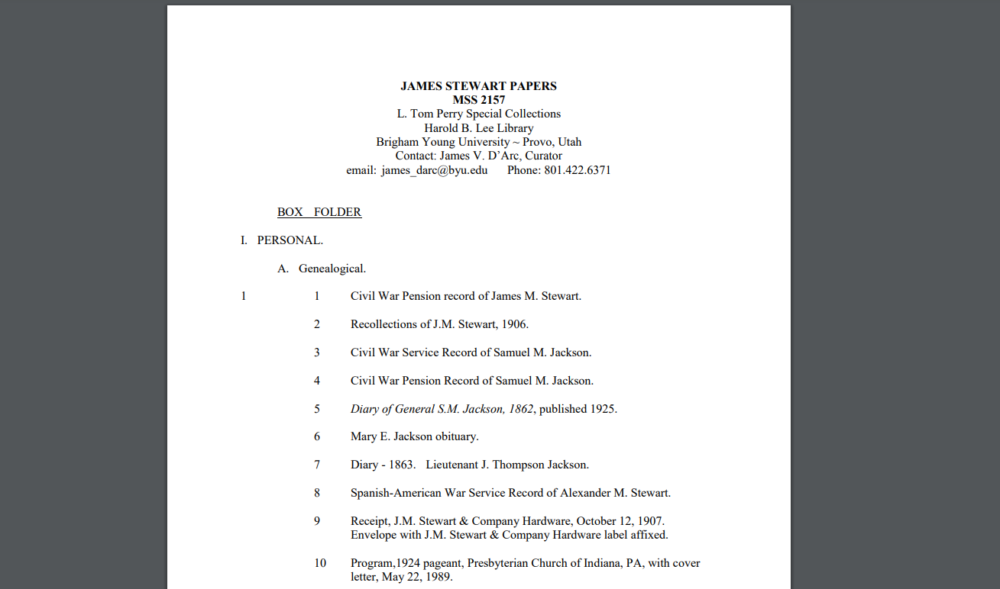 JAMES STEWART PAPERS
MSS 2157
L. Tom Perry Special Collections
Harold B. Lee Library
Brigham Young University ~ Provo, Utah
Contact: James V. D’Arc, Curator
email: james_darc@byu.edu Phone: 801.422.6371
BOX FOLDER
I. PERSONAL.
A. Genealogical.
1 1 Civil War Pension record of James M. Stewart.
2 Recollections of J.M. Stewart, 1906.
3 Civil War Service Record of Samuel M. Jackson.
4 Civil War Pension Record of Samuel M. Jackson.
5 Diary of General S.M. Jackson, 1862, published 1925.
6 Mary E. Jackson obituary.
7 Diary - 1863. Lieutenant J. Thompson Jackson.
8 Spanish-American War Service Record of Alexander M. Stewart.
9 Receipt, J.M. Stewart & Company Hardware, October 12, 1907.
Envelope with J.M. Stewart & Company Hardware label affixed.
10 Program,1924 pageant, Presbyterian Church of Indiana, PA, with cover
letter, May 22, 1989.